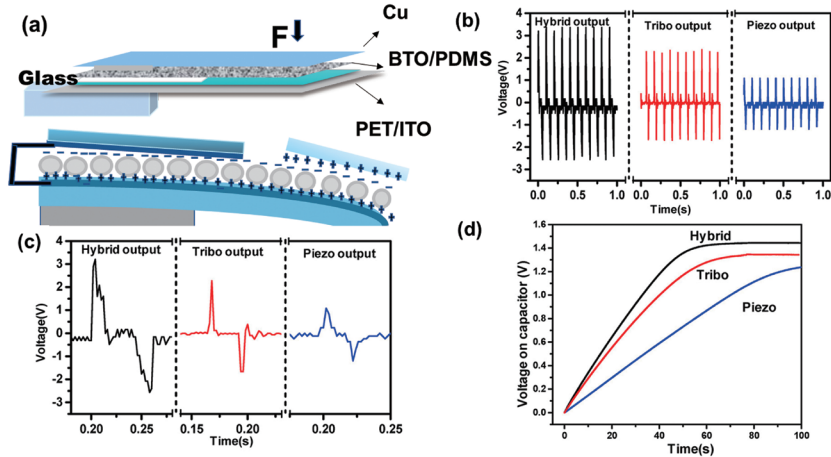 (a)
F
Cu
BTO/PDMS
Glass
PET/ITO
(b)
Hybrid output
Tribo output
Piezo output
4
3
2
1
0
-1
-2
-3
Voltage(V)
0.0 0.5 1.0 0.0 0.5 1.0 0.0 0.5 1.0
Time(s)
(c)
Hybrid output
Tribo output
Piezo output
4
3
2
1
0
-1
-2
-3
Voltage(V)
0.20 0.25 0.15 0.20 0.20 0.25
Time(s)
(d)
1.6
1.4
1.2
1.0
0.8
0.6
0.4
0.2
0.0
Voltage on capacitor (V)
Hybrid
Tribo
Piezo
0 20 40 60 80 100
Time(s)